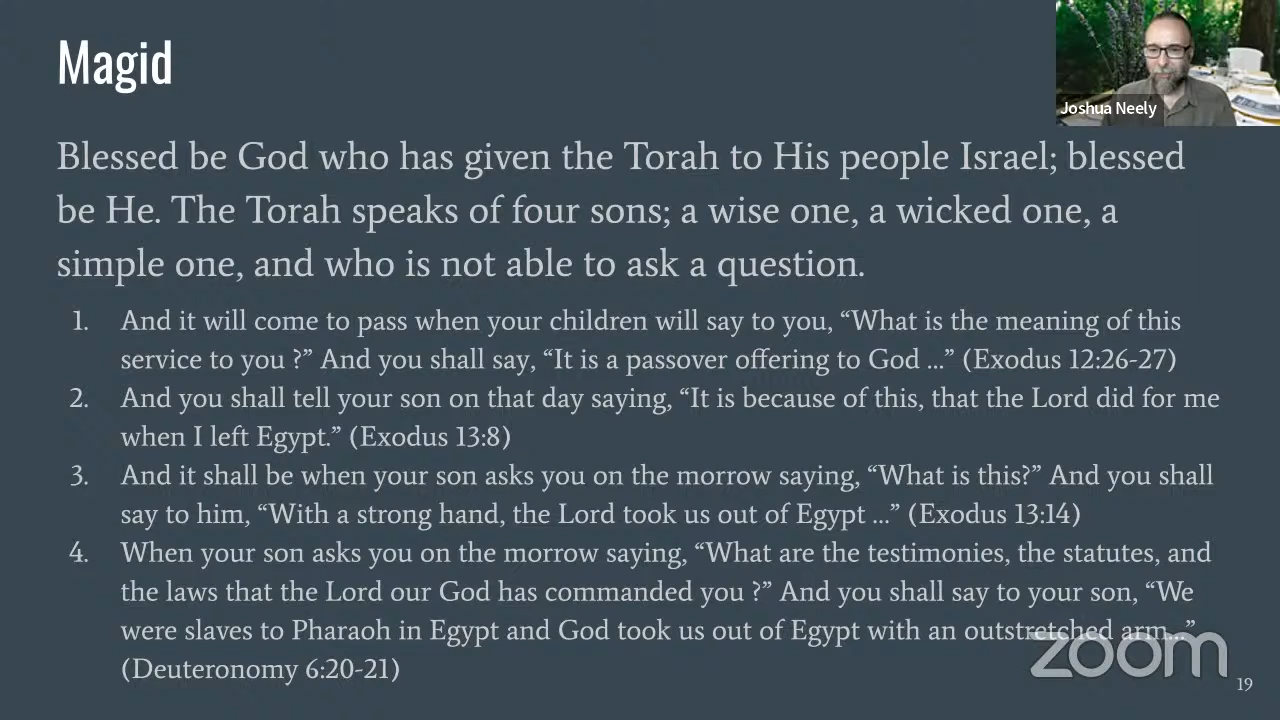 Magid
Joshua Neely
Blessed be God who has given the Torah to His people Israel; blessed
be He. The Torah speaks of four sons; a wise one, a wicked one, a
simple one, and who is not able to ask a question.
1. And it will come to pass when your children will say to you, “What is the meaning of this
service to you ?” And you shall say, “It is a passover offering to God ...” (Exodus 12:26-27)
2. And you shall tell your son on that day saying, “It is because of this, that the Lord did for me
when I left Egypt.” (Exodus 13:8)
3. And it shall be when your son asks you on the morrow saying, “What is this?” And you shall
say to him, “With a strong hand, the Lord took us out of Egypt ...” (Exodus 13:14)
4. When your son asks you on the morrow saying, “What are the testimonies, the statutes, and
the laws that the Lord our God has commanded you ?” And you shall say to your son, “We
were slaves to Pharaoh in Egypt and God took us out of Egypt with an outstretched arm...”
(Deuteronomy 6:20-21)
zoom
19